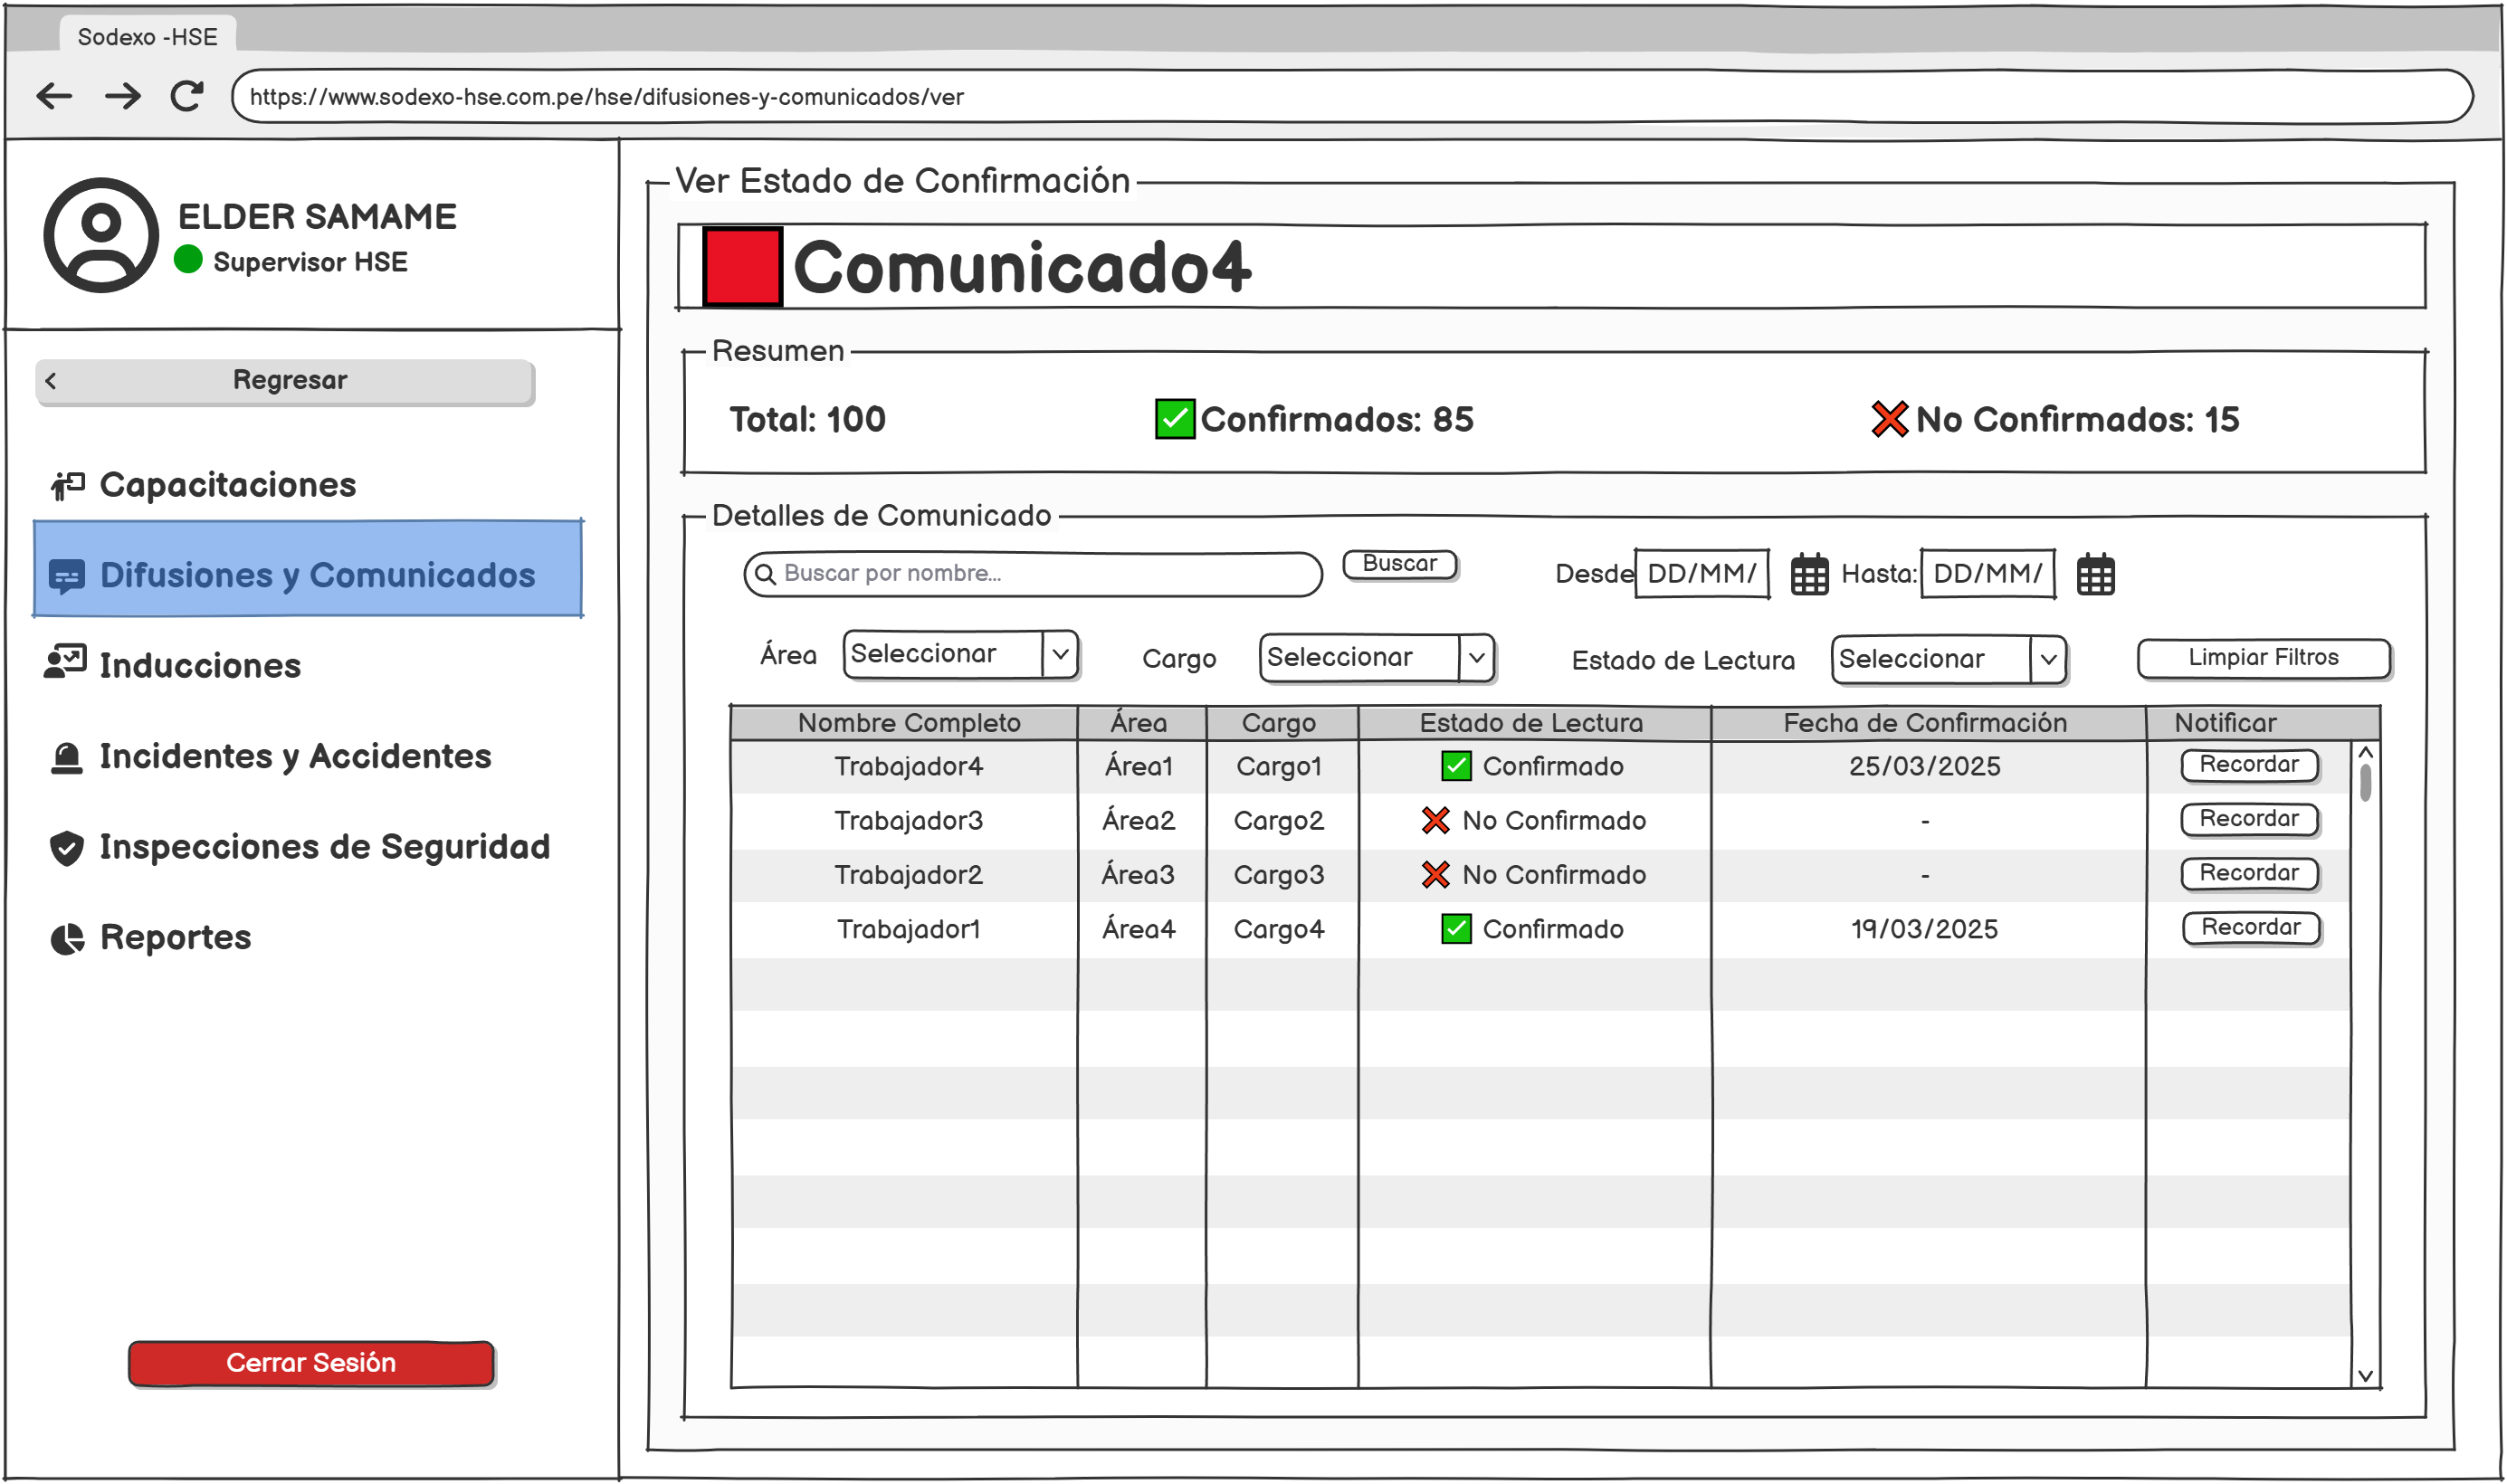 Sodexo -HSE
https://www.sodexo-hse.com.pe/hse/difusiones-y-comunicados/ver
ELDER SAMAME
Supervisor HSE
Regresar
Capacitaciones
Difusiones y Comunicados
Inducciones
Incidentes y Accidentes
Inspecciones de Seguridad
Reportes
Cerrar Sesión
Ver Estado de Confirmación
Comunicado4
Resumen
Total: 100 Confirmados: 85 No Confirmados: 15
Detalles de Comunicado
Buscar por nombre... Buscar Desde DD/MM/ Hasta: DD/MM/
Área Seleccionar Cargo Seleccionar Estado de Lectura Seleccionar Limpiar Filtros
Nombre Completo Área Cargo Estado de Lectura Fecha de Confirmación Notificar
Trabajador4 Área1 Cargo1 Confirmado 25/03/2025 Recordar
Trabajador3 Área2 Cargo2 No Confirmado - Recordar
Trabajador2 Área3 Cargo3 No Confirmado - Recordar
Trabajador1 Área4 Cargo4 Confirmado 19/03/2025 Recordar